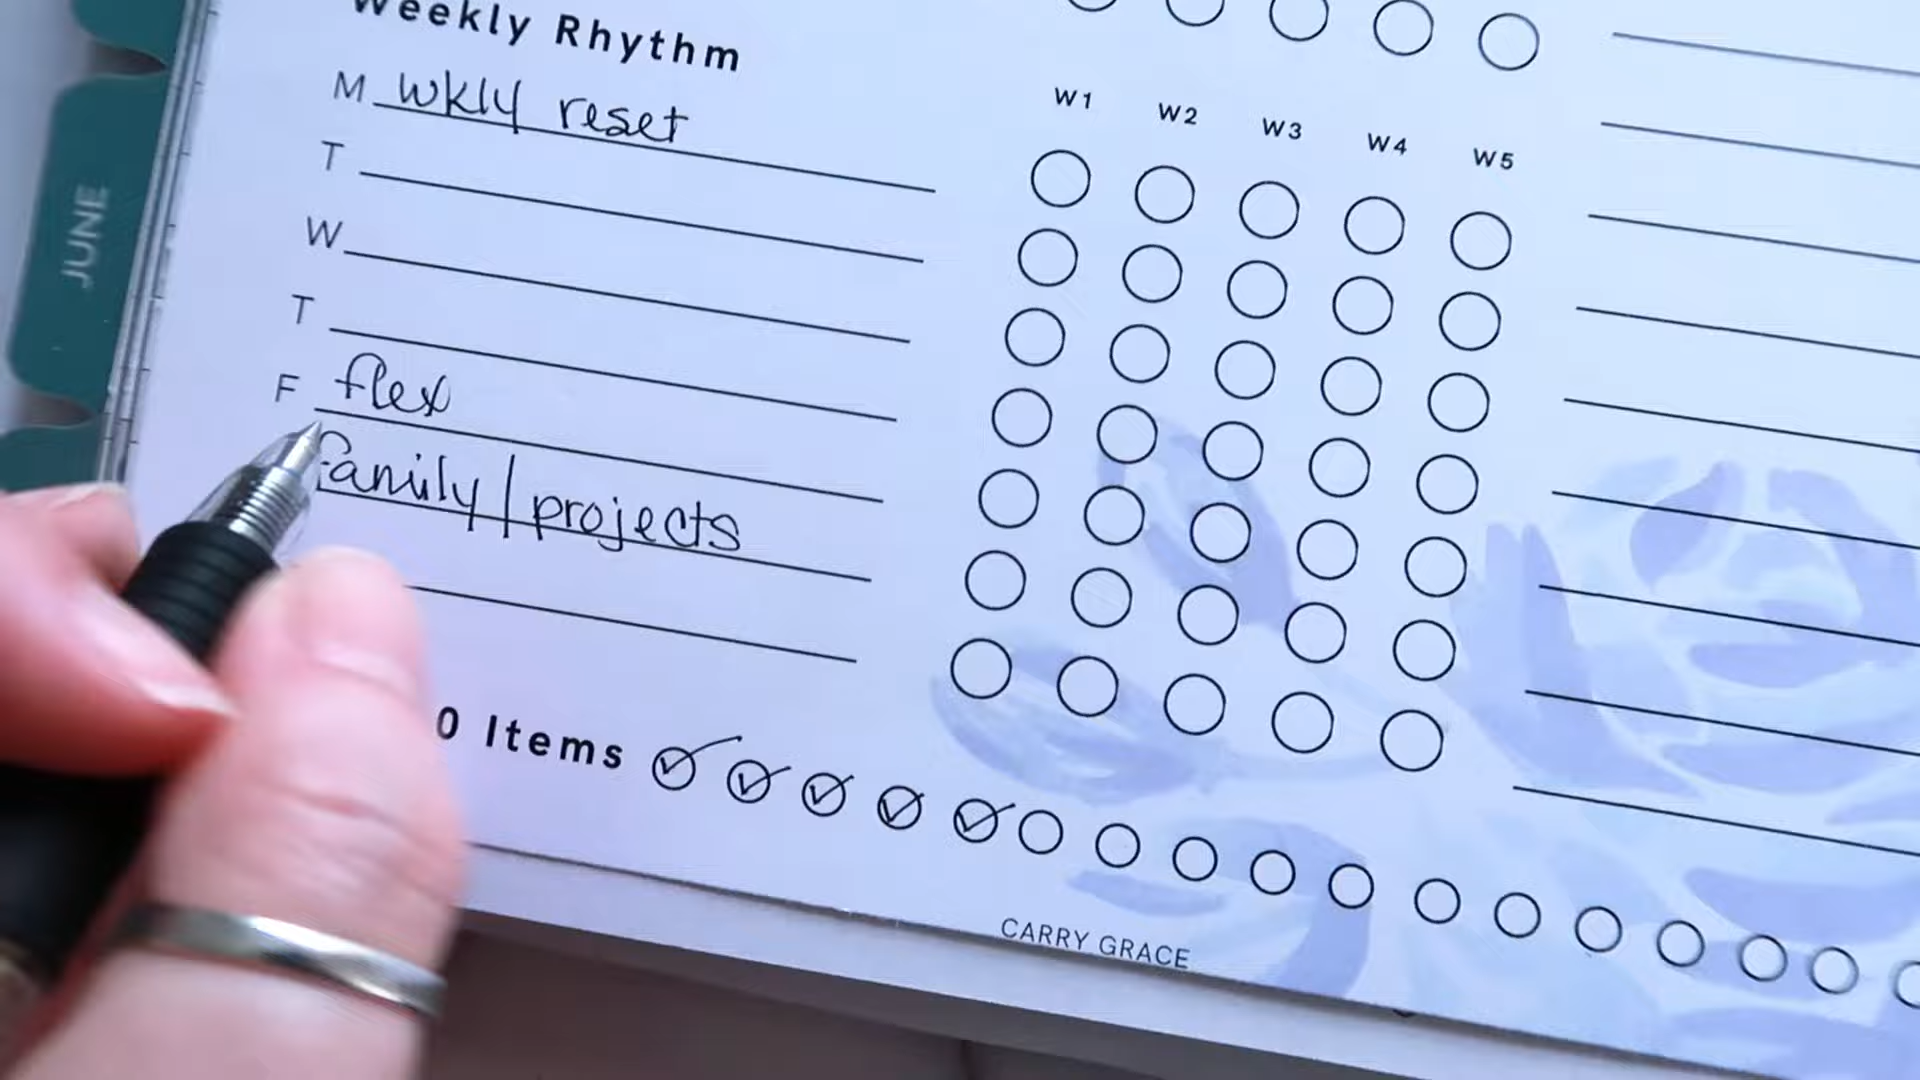 Weekly Rhythm
W1 W2 W3 W4 W5
M wkly reset
T
W
T
F flex
family/projects
0 Items
CARRY GRACE
JUNE